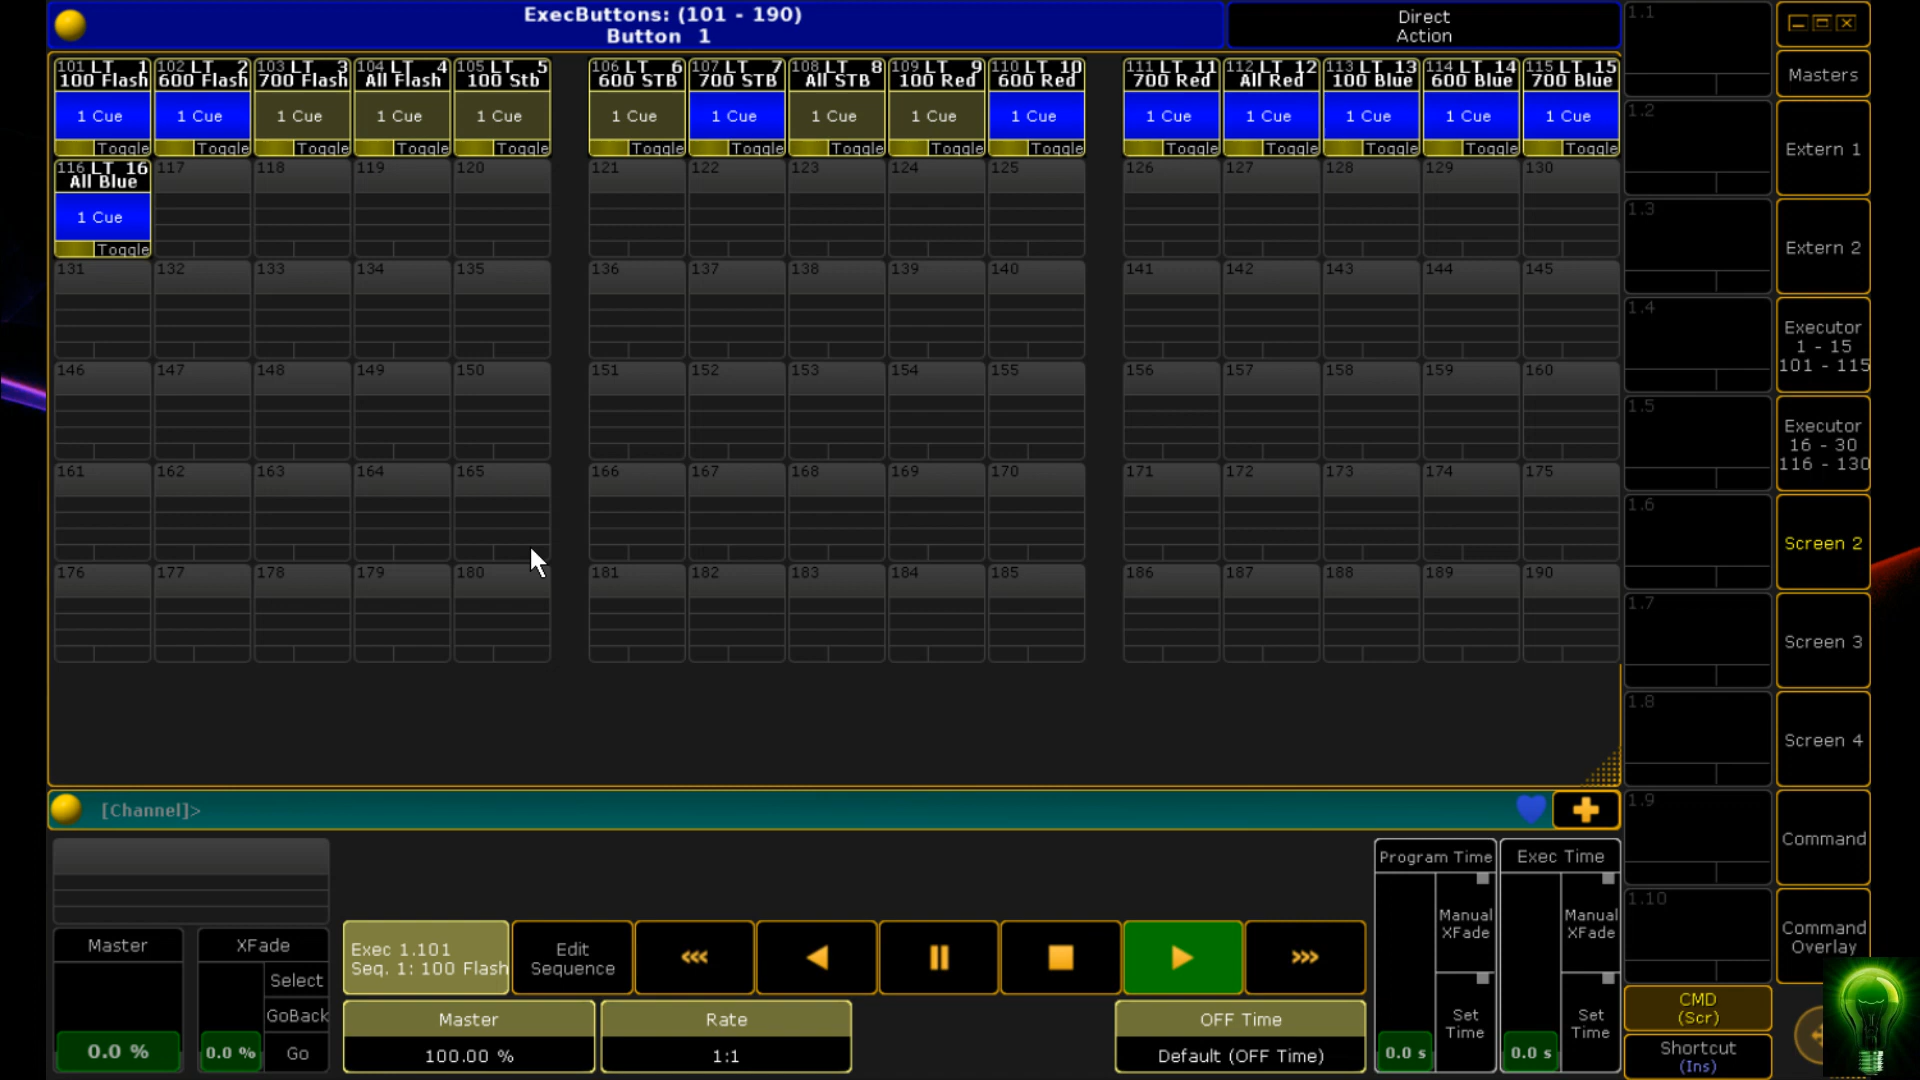 ExecButtons: (101 - 190)
Button 1
Direct
Action
101 LT 1
100 Flash
1 Cue
Toggle
102 LT 2
600 Flash
1 Cue
Toggle
103 LT 3
700 Flash
1 Cue
Toggle
104 LT 4
All Flash
1 Cue
Toggle
105 LT 5
100 Stb
1 Cue
Toggle
106 LT 6
600 STB
1 Cue
Toggle
107 LT 7
700 STB
1 Cue
Toggle
108 LT 8
All STB
1 Cue
Toggle
109 LT 9
100 Red
1 Cue
Toggle
110 LT 10
600 Red
1 Cue
Toggle
111 LT 11
700 Red
1 Cue
Toggle
112 LT 12
All Red
1 Cue
Toggle
113 LT 13
100 Blue
1 Cue
Toggle
114 LT 14
600 Blue
1 Cue
Toggle
115 LT 15
700 Blue
1 Cue
Toggle
116 LT 16
All Blue
1 Cue
Toggle
117 118 119 120 121 122 123 124 125 126 127 128 129 130
131 132 133 134 135 136 137 138 139 140 141 142 143 144 145
146 147 148 149 150 151 152 153 154 155 156 157 158 159 160
161 162 163 164 165 166 167 168 169 170 171 172 173 174 175
176 177 178 179 180 181 182 183 184 185 186 187 188 189 190
[Channel]>
Master
0.0 %
XFade
Select
GoBack
0.0 %
Go
Exec 1.101
Seq. 1: 100 Flash
Edit
Sequence
Master
100.00 %
Rate
1:1
OFF Time
Default (OFF Time)
Program Time
Manual
XFade
Set
Time
0.0 s
Exec Time
Manual
XFade
Set
Time
0.0 s
1.1
1.2
1.3
1.4
1.5
1.6
1.7
1.8
1.9
1.10
CMD
(Scr)
Shortcut
(Ins)
Masters
Extern 1
Extern 2
Executor
1 - 15
101 - 115
Executor
16 - 30
116 - 130
Screen 2
Screen 3
Screen 4
Command
Command
Overlay